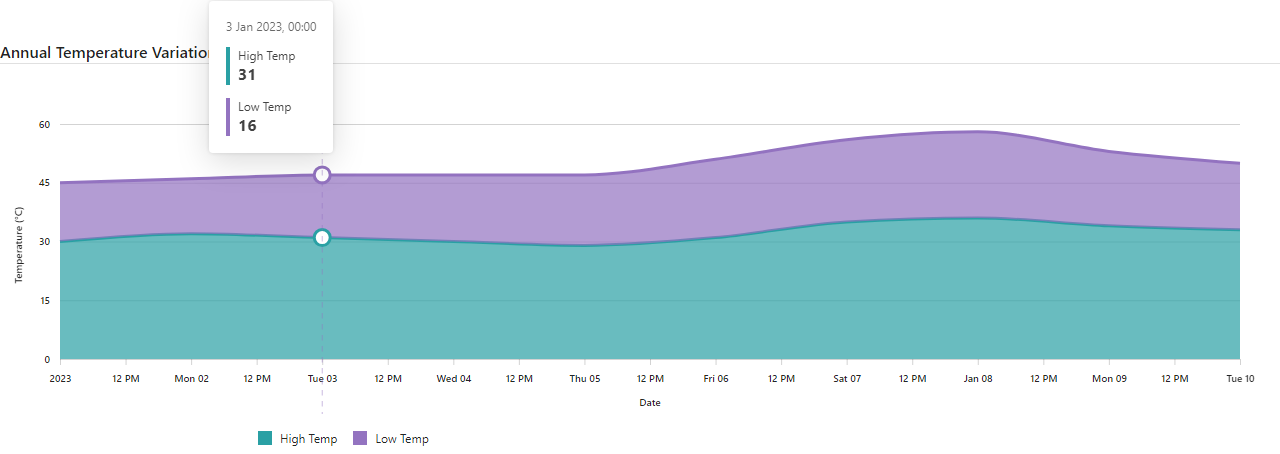 3 Jan 2023, 00:00
Annual Temperature Variation
High Temp
31
Low Temp
16
60
45
30
15
0
Temperature (°C)
2023 12 PM Mon 02 12 PM Tue 03 12 PM Wed 04 12 PM Thu 05 12 PM Fri 06 12 PM Sat 07 12 PM Jan 08 12 PM Mon 09 12 PM Tue 10
Date
High Temp Low Temp